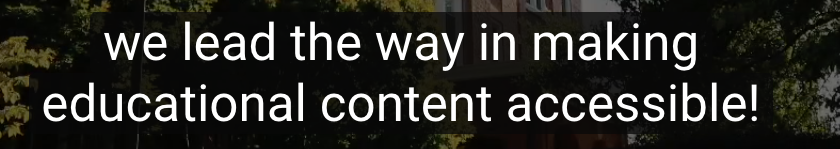 we lead the way in making
educational content accessible!